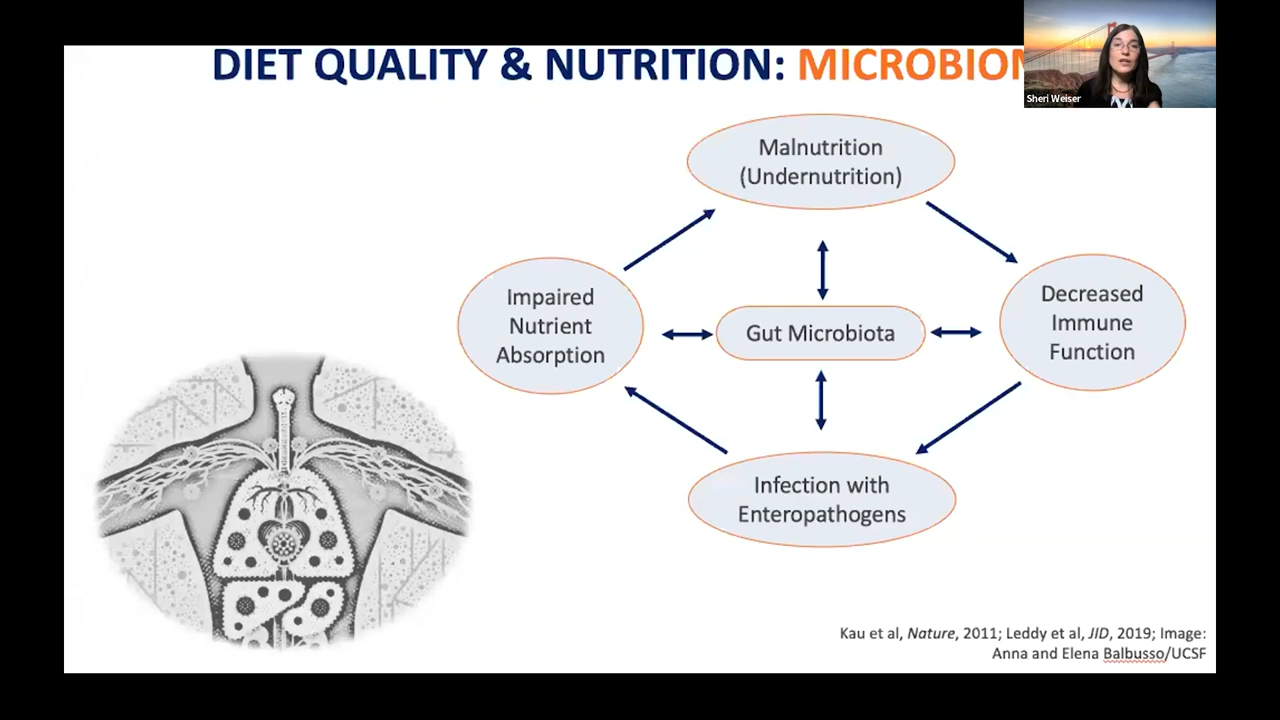 DIET QUALITY & NUTRITION: MICROBIOM
Sheri Weiser
Malnutrition
(Undernutrition)
Impaired
Nutrient
Absorption
Gut Microbiota
Decreased
Immune
Function
Infection with
Enteropathogens
Kau et al, Nature, 2011; Leddy et al, JID, 2019; Image:
Anna and Elena Balbusso/UCSF